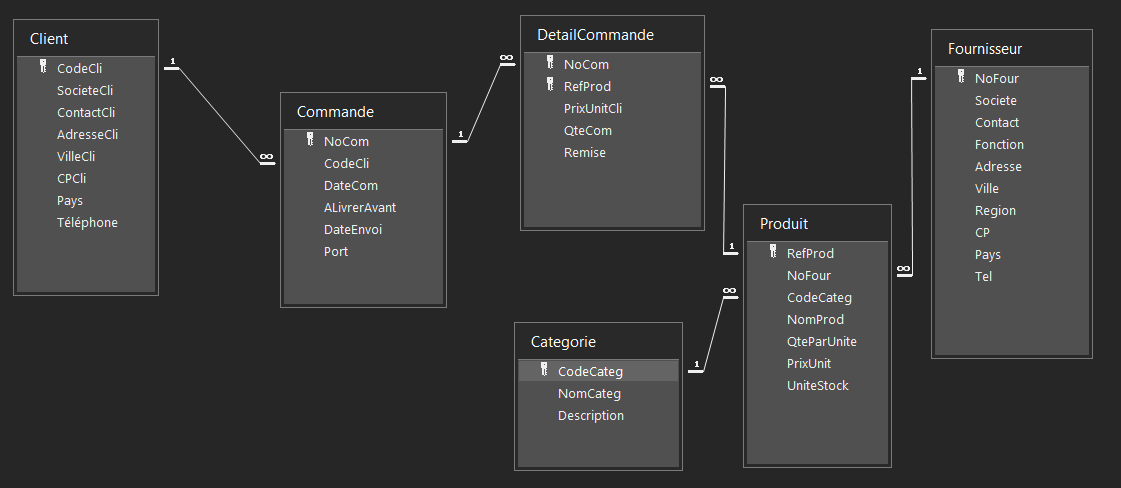 Client
CodeCli
SocieteCli
ContactCli
AdresseCli
VilleCli
CPCli
Pays
Téléphone
1
∞
Commande
NoCom
CodeCli
DateCom
ALivrerAvant
DateEnvoi
Port
1
∞
DetailCommande
NoCom
RefProd
PrixUnitCli
QteCom
Remise
∞
1
Categorie
CodeCateg
NomCateg
Description
1
∞
Produit
RefProd
NoFour
CodeCateg
NomProd
QteParUnite
PrixUnit
UniteStock
∞
1
Fournisseur
NoFour
Societe
Contact
Fonction
Adresse
Ville
Region
CP
Pays
Tel